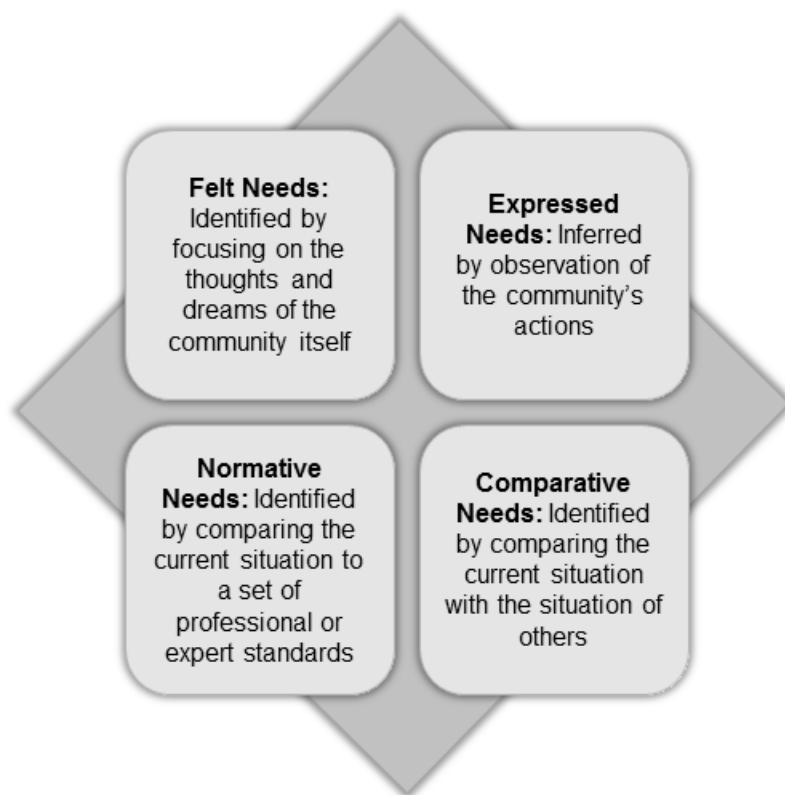 Felt Needs:
Identified by
focusing on the
thoughts and
dreams of the
community itself
Expressed
Needs: Inferred
by observation of
the community's
actions
Normative
Needs: Identified
by comparing the
current situation to
a set of
professional or
expert standards
Comparative
Needs: Identified
by comparing the
current situation
with the situation of
others